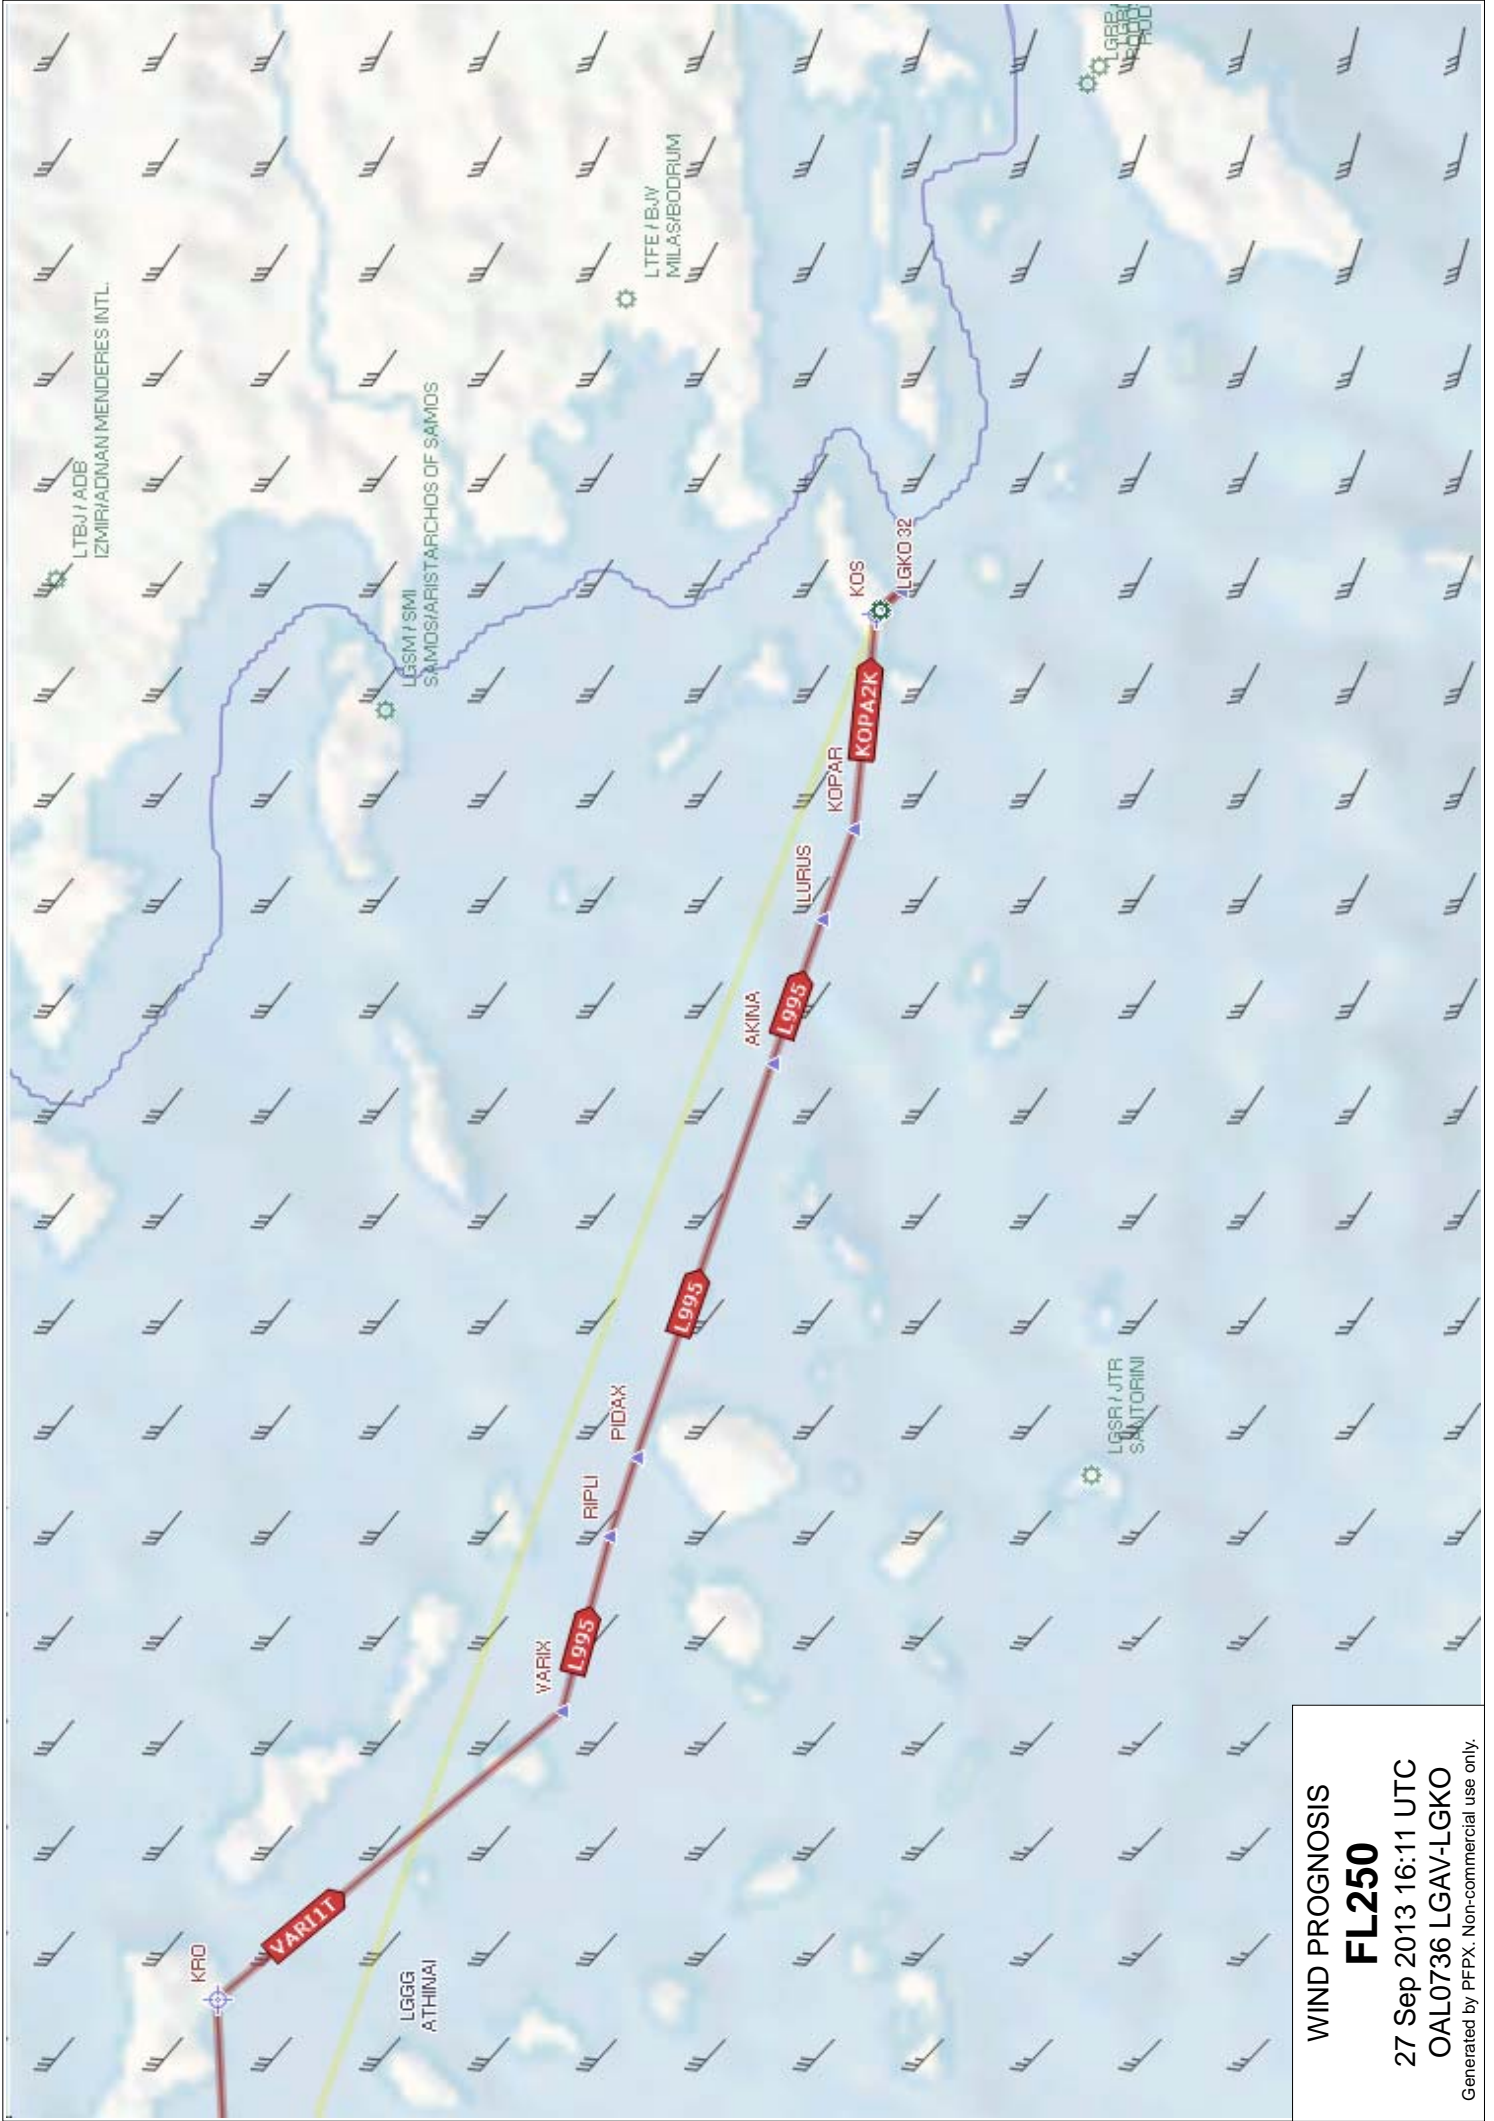 LTBJ / ADB
IZMIR/ADNAN MENDERES INTL.
LGSM / SMI
SAMOS/ARISTARCHOS OF SAMOS
LTFE / BJV
MILAS/BODRUM
KOS
LGKO 32
KOPA2K
KOPAR
LURUS
L995
AKINA
L995
PIDAX
RIPLI
L995
VARIX
VARI1T
KRO
LGGG
ATHINAI
LGSR / JTR
SANTORINI
WIND PROGNOSIS
FL250
27 Sep 2013 16:11 UTC
OAL0736 LGAV-LGKO
Generated by PFPX. Non-commercial use only.